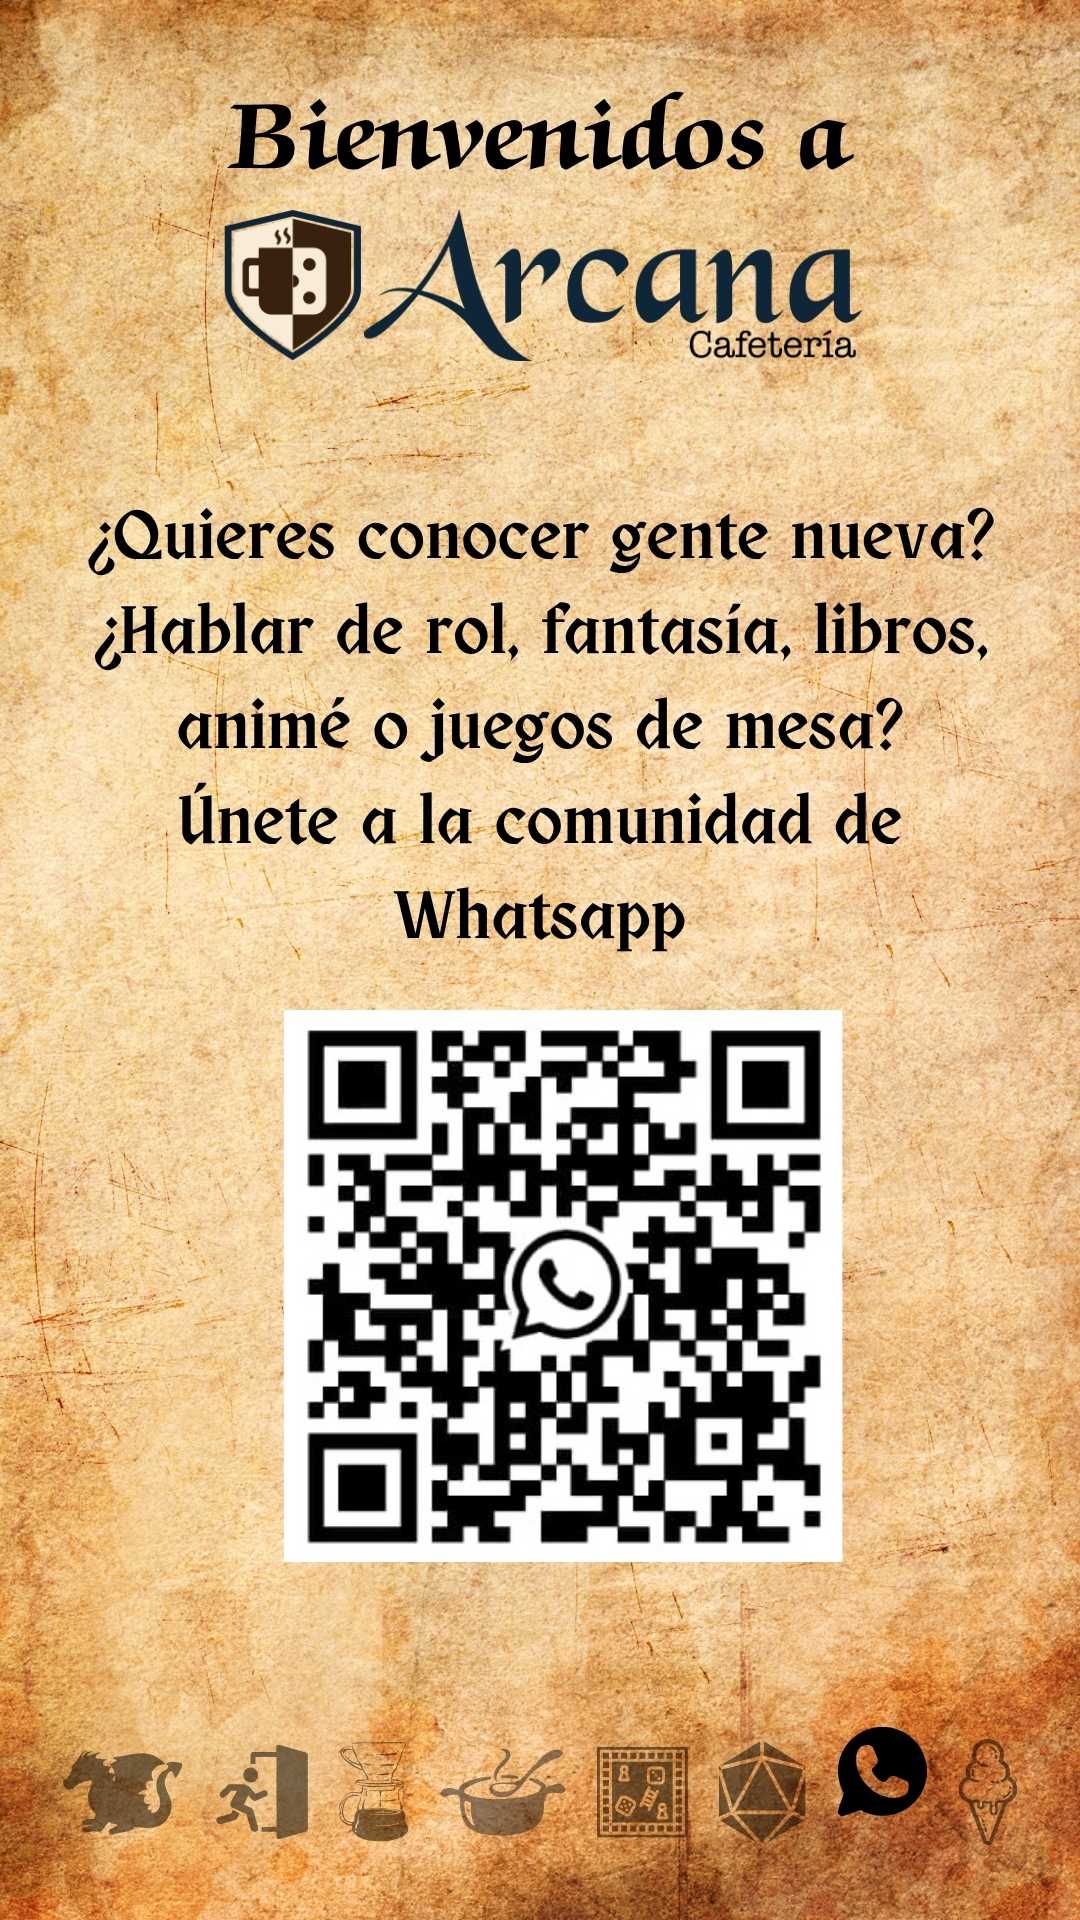 Bienvenidos a
Arcana
Cafetería
¿Quieres conocer gente nueva?
¿Hablar de rol, fantasía, libros,
animé o juegos de mesa?
Únete a la comunidad de
Whatsapp